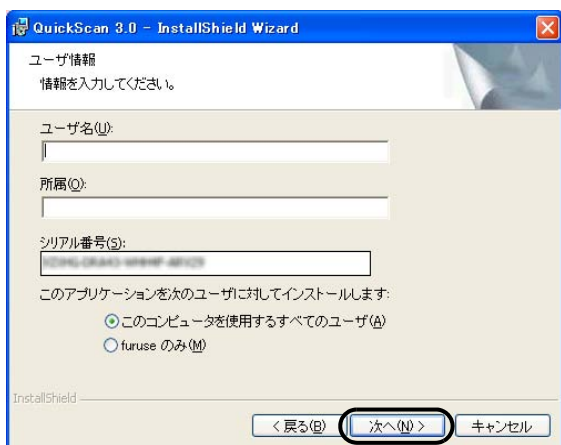 QuickScan 3.0 - InstallShield Wizard
ユーザ情報
情報を入力してください。
ユーザ名(U):
所属(O):
シリアル番号(S):
このアプリケーションを次のユーザに対してインストールします:
このコンピュータを使用するすべてのユーザ(A)
furuse のみ(M)
InstallShield
< 戻る(B)
次へ(N) >
キャンセル